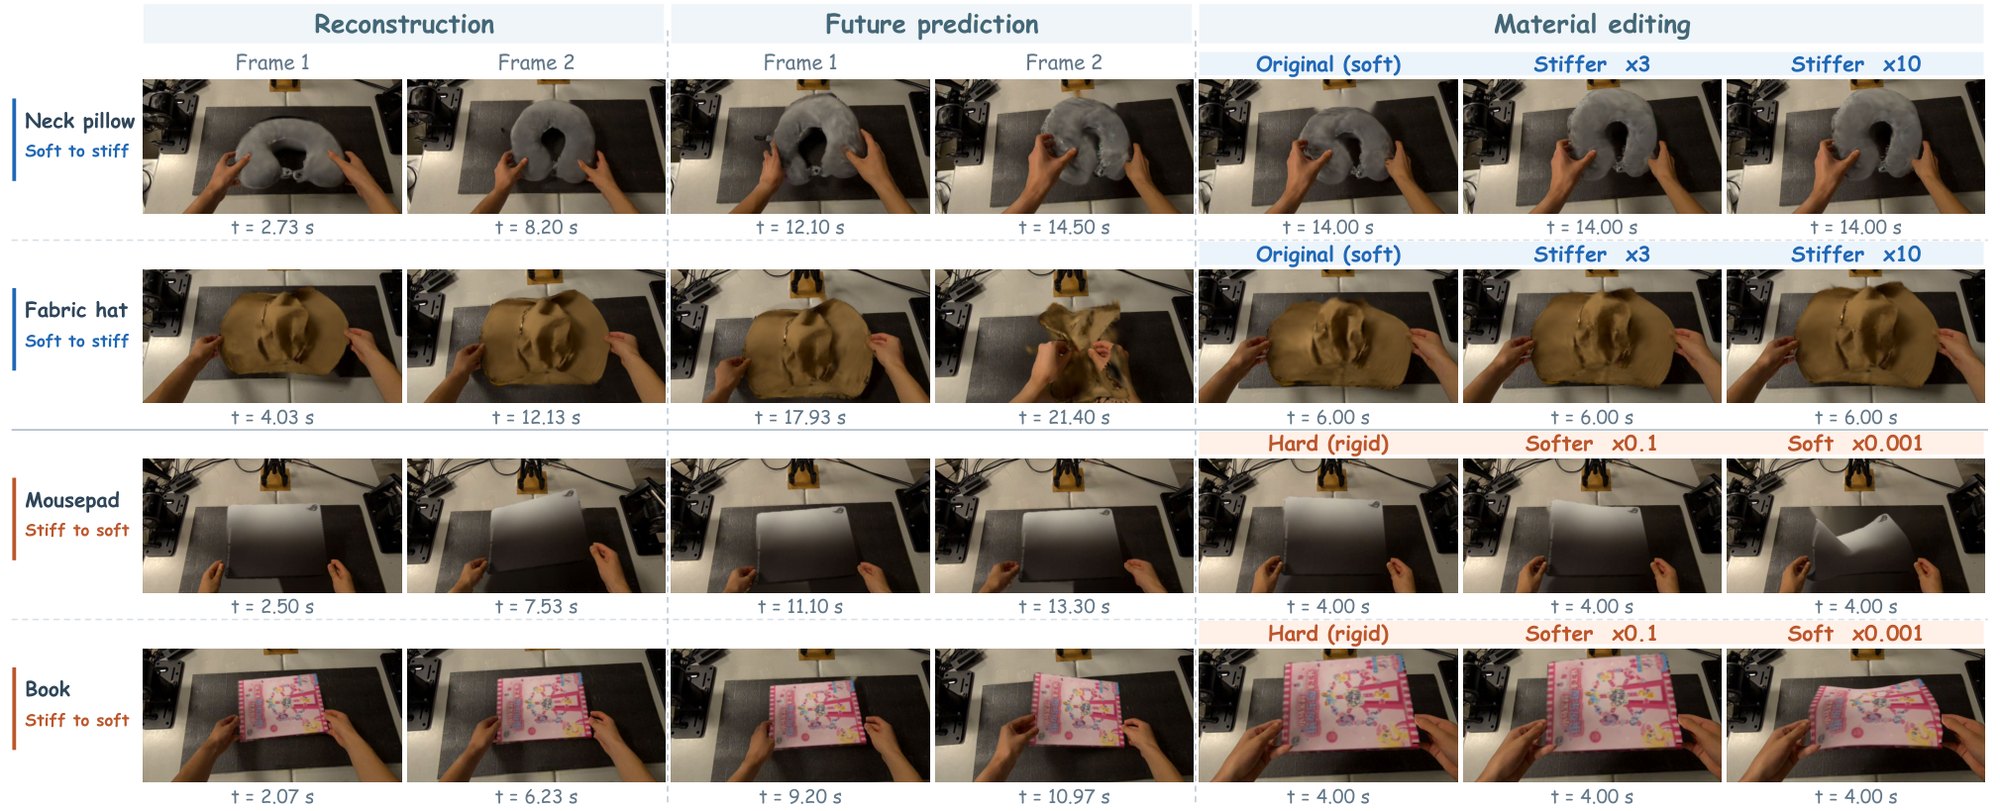 Reconstruction
Future prediction
Material editing
Frame 1
Frame 2
Frame 1
Frame 2
Original (soft)
Stiffer x3
Stiffer x10
Neck pillow
Soft to stiff
t = 2.73 s
t = 8.20 s
t = 12.10 s
t = 14.50 s
t = 14.00 s
t = 14.00 s
t = 14.00 s
Original (soft)
Stiffer x3
Stiffer x10
Fabric hat
Soft to stiff
t = 4.03 s
t = 12.13 s
t = 17.93 s
t = 21.40 s
t = 6.00 s
t = 6.00 s
t = 6.00 s
Hard (rigid)
Softer x0.1
Soft x0.001
Mousepad
Stiff to soft
t = 2.50 s
t = 7.53 s
t = 11.10 s
t = 13.30 s
t = 4.00 s
t = 4.00 s
t = 4.00 s
Hard (rigid)
Softer x0.1
Soft x0.001
Book
Stiff to soft
t = 2.07 s
t = 6.23 s
t = 9.20 s
t = 10.97 s
t = 4.00 s
t = 4.00 s
t = 4.00 s